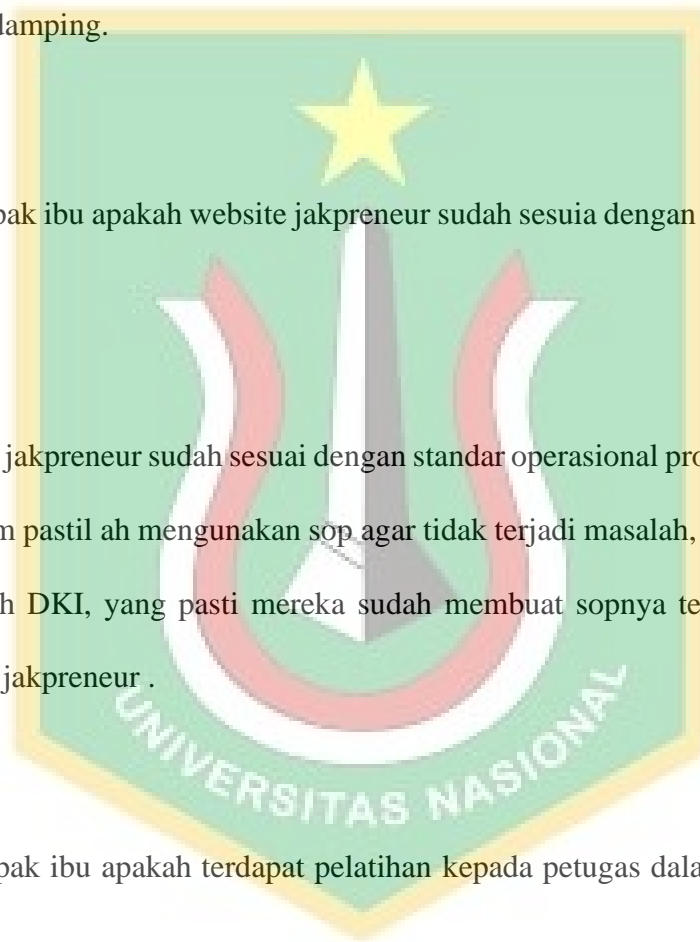 damping.
pak ibu apakah website jakpreneur sudah sesuia dengan
jakpreneur sudah sesuai dengan standar operasional pro
m pastil ah mengunakan sop agar tidak terjadi masalah,
h DKI, yang pasti mereka sudah membuat sopnya te
jakpreneur .
UNIVERSITAS NASIONAL
pak ibu apakah terdapat pelatihan kepada petugas dala